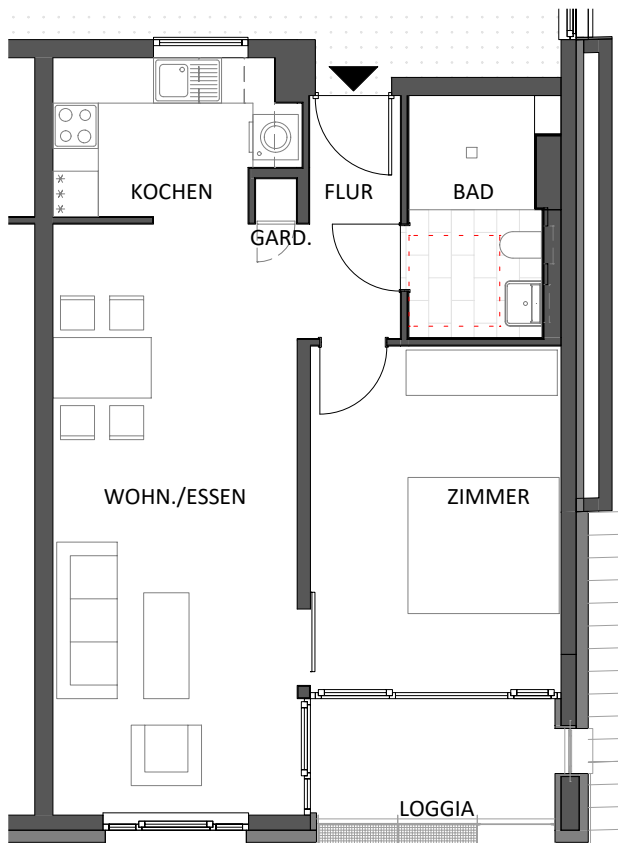 KOCHEN
FLUR
BAD
GARD.
WOHN./ESSEN
ZIMMER
LOGGIA